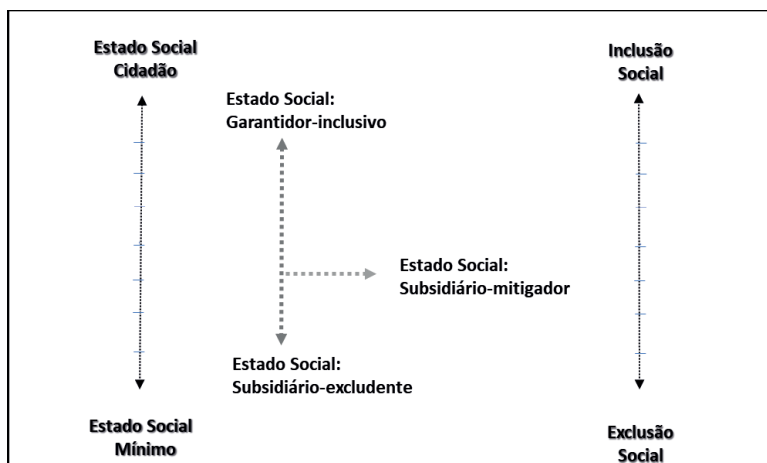 Estado Social
Cidadão
Inclusão
Social
Estado Social:
Garantidor-inclusivo
Estado Social:
Subsidiário-mitigador
Estado Social:
Subsidiário-excludente
Estado Social
Mínimo
Exclusão
Social